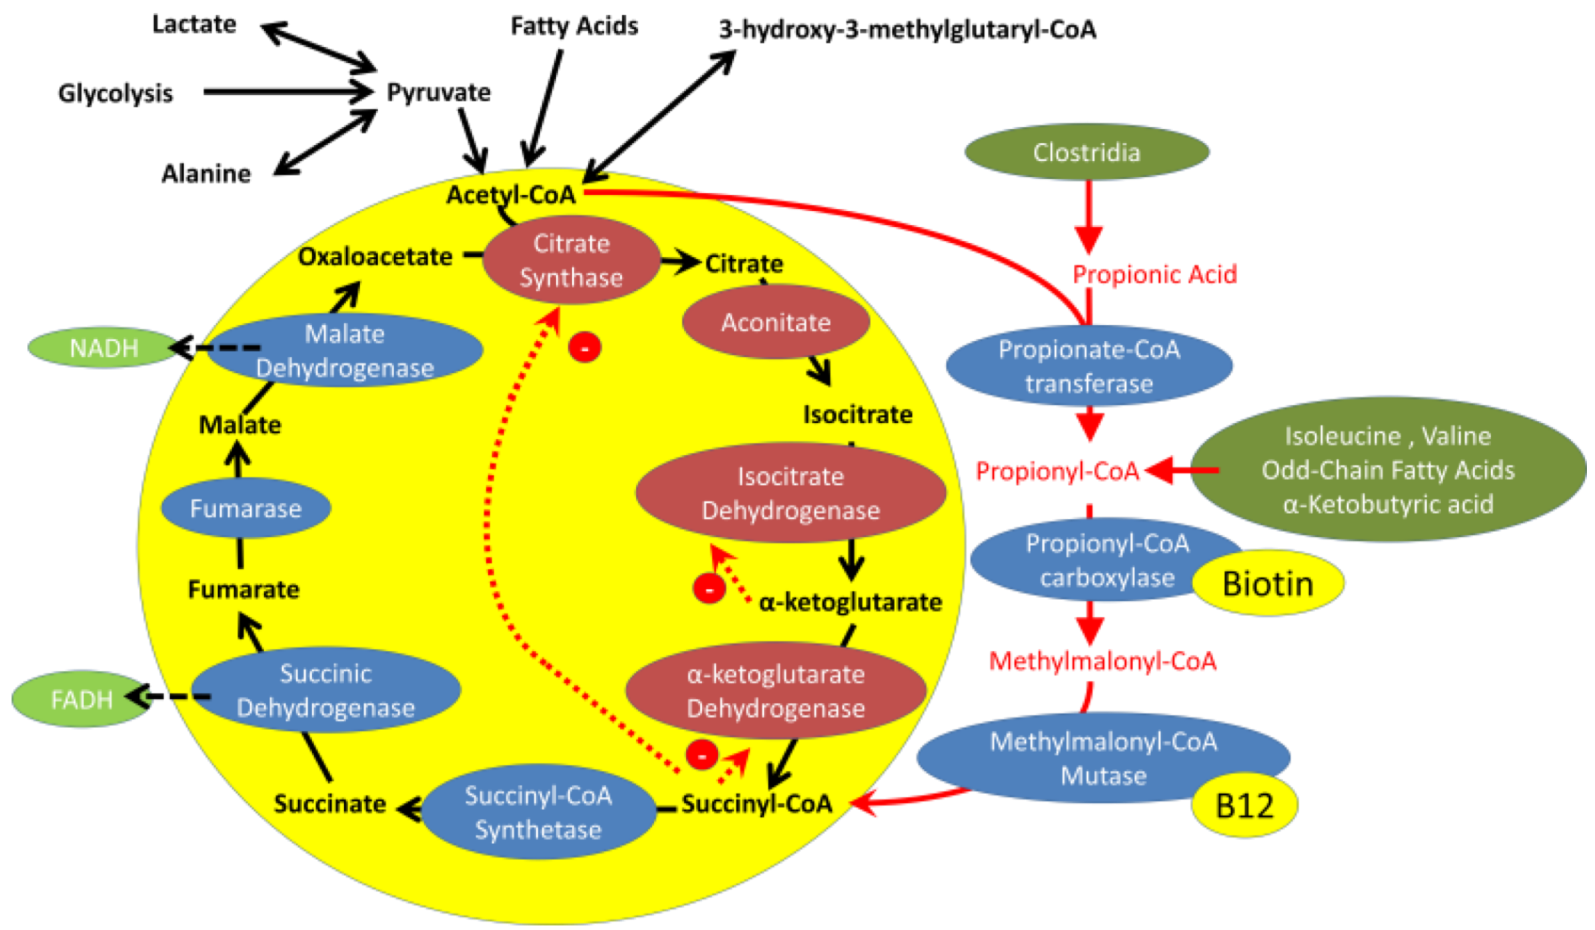 Lactate
Fatty Acids
3-hydroxy-3-methylglutaryl-CoA
Glycolysis
Pyruvate
Alanine
Clostridia
Acetyl-CoA
Oxaloacetate
Citrate
Synthase
Citrate
Propionic Acid
Aconitate
NADH
Malate
Dehydrogenase
-
Propionate-CoA
transferase
Malate
Isocitrate
Isoleucine , Valine
Odd-Chain Fatty Acids
α-Ketobutyric acid
Propionyl-CoA
Fumarase
Isocitrate
Dehydrogenase
Propionyl-CoA
carboxylase
Biotin
Fumarate
-
α-ketoglutarate
Methylmalonyl-CoA
FADH
Succinic
Dehydrogenase
α-ketoglutarate
Dehydrogenase
-
Methylmalonyl-CoA
Mutase
B12
Succinate
Succinyl-CoA
Synthetase
Succinyl-CoA